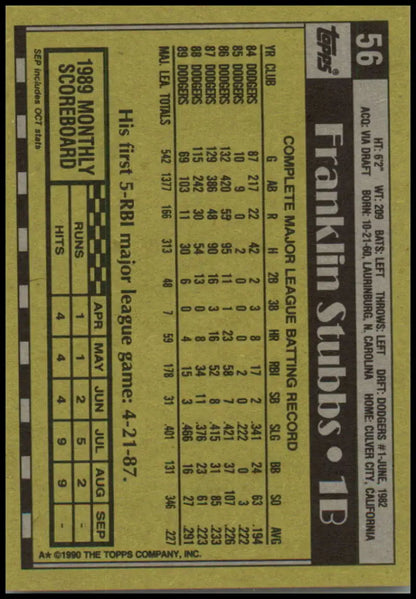 56
Topps
HT: 6'2" WT: 209 BATS: LEFT THROWS: LEFT DRFT: DODGERS #1-JUNE, 1982
ACQ: VIA DRAFT BORN: 10-21-60, LAURINBURG, N. CAROLINA HOME: CULVER CITY, CALIFORNIA
Franklin Stubbs • 1B
COMPLETE MAJOR LEAGUE BATTING RECORD
YR CLUB G AB R H 2B 3B HR RBI SB SLG BB SO AVG
84 DODGERS 87 217 22 42 2 3 8 17 2 .341 24 63 .194
85 DODGERS 10 9 0 2 0 0 0 2 0 .222 0 3 .222
86 DODGERS 132 420 55 95 11 1 23 58 7 .421 37 107 .226
87 DODGERS 129 386 48 90 16 3 16 52 8 .415 31 85 .233
88 DODGERS 115 242 30 54 13 0 8 34 11 .376 23 61 .223
89 DODGERS 69 103 11 30 6 0 4 15 3 .466 16 27 .291
MAJ. LEA. TOTALS 542 1377 166 313 48 7 59 178 31 .401 131 346 .227
His first 5-RBI major league game: 4-21-87.
1989 MONTHLY SCOREBOARD
APR MAY JUN JUL AUG SEP
RUNS 1 1 2 5 2 -
HITS 4 4 4 9 9 -
SEP includes OCT stats
A* ©1990 THE TOPPS COMPANY, INC.